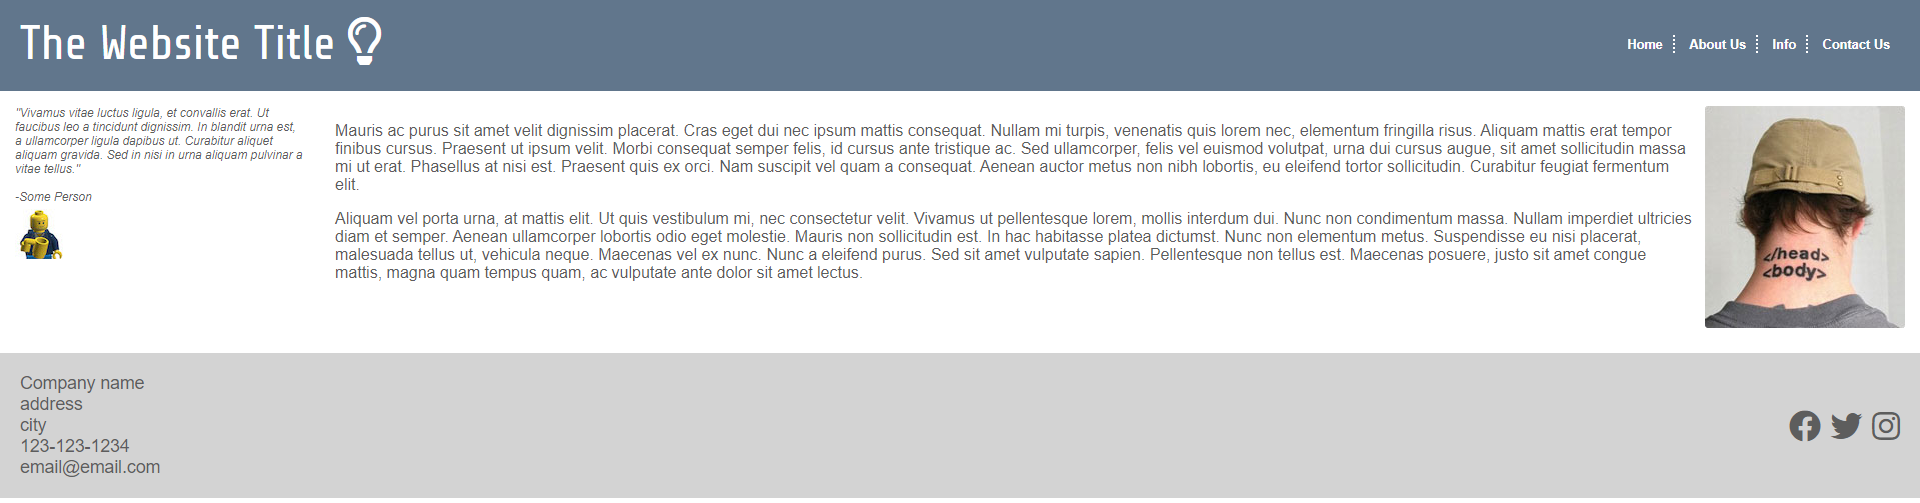 The Website Title
Home
About Us
Info
Contact Us
"Vivamus vitae luctus ligula, et convallis erat. Ut
faucibus leo a tincidunt dignissim. In blandit urna est,
a ullamcorper ligula dapibus ut. Curabitur aliquet
aliquam gravida. Sed in nisi in urna aliquam pulvinar a
vitae tellus."
-Some Person
Mauris ac purus sit amet velit dignissim placerat. Cras eget dui nec ipsum mattis consequat. Nullam mi turpis, venenatis quis lorem nec, elementum fringilla risus. Aliquam mattis erat tempor
finibus cursus. Praesent ut ipsum velit. Morbi consequat semper felis, id cursus ante tristique ac. Sed ullamcorper, felis vel euismod volutpat, urna dui cursus augue, sit amet sollicitudin massa
mi ut erat. Phasellus at nisi est. Praesent quis ex orci. Nam suscipit vel quam a consequat. Aenean auctor metus non nibh lobortis, eu eleifend tortor sollicitudin. Curabitur feugiat fermentum
elit.
Aliquam vel porta urna, at mattis elit. Ut quis vestibulum mi, nec consectetur velit. Vivamus ut pellentesque lorem, mollis interdum dui. Nunc non condimentum massa. Nullam imperdiet ultricies
diam et semper. Aenean ullamcorper lobortis odio eget molestie. Mauris non sollicitudin est. In hac habitasse platea dictumst. Nunc non elementum metus. Suspendisse eu nisi placerat,
malesuada tellus ut, vehicula neque. Maecenas vel ex nunc. Nunc a eleifend purus. Sed sit amet vulputate sapien. Pellentesque non tellus est. Maecenas posuere, justo sit amet congue
mattis, magna quam tempus quam, ac vulputate ante dolor sit amet lectus.
</head>
<body>
Company name
address
city
123-123-1234
email@email.com